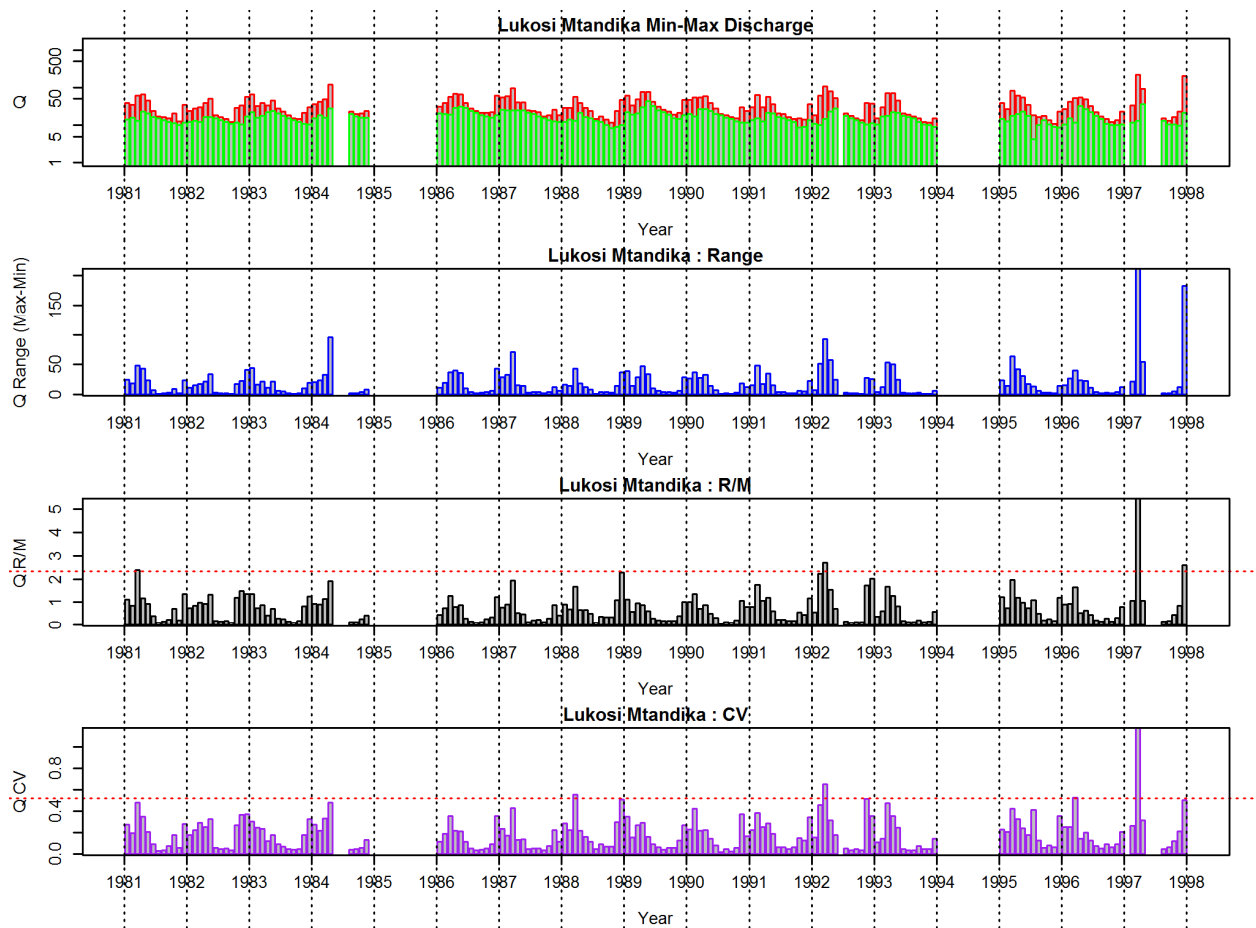 Lukosi Mtandika Min-Max Discharge
Q
500
50
5
1
1981 1982 1983 1984 1985 1986 1987 1988 1989 1990 1991 1992 1993 1994 1995 1996 1997 1998
Year
Lukosi Mtandika : Range
Q Range (Max-Min)
150
50
0
1981 1982 1983 1984 1985 1986 1987 1988 1989 1990 1991 1992 1993 1994 1995 1996 1997 1998
Year
Lukosi Mtandika : R/M
Q R/M
5
4
3
2
1
0
1981 1982 1983 1984 1985 1986 1987 1988 1989 1990 1991 1992 1993 1994 1995 1996 1997 1998
Year
Lukosi Mtandika : CV
Q CV
0.8
0.4
0.0
1981 1982 1983 1984 1985 1986 1987 1988 1989 1990 1991 1992 1993 1994 1995 1996 1997 1998
Year